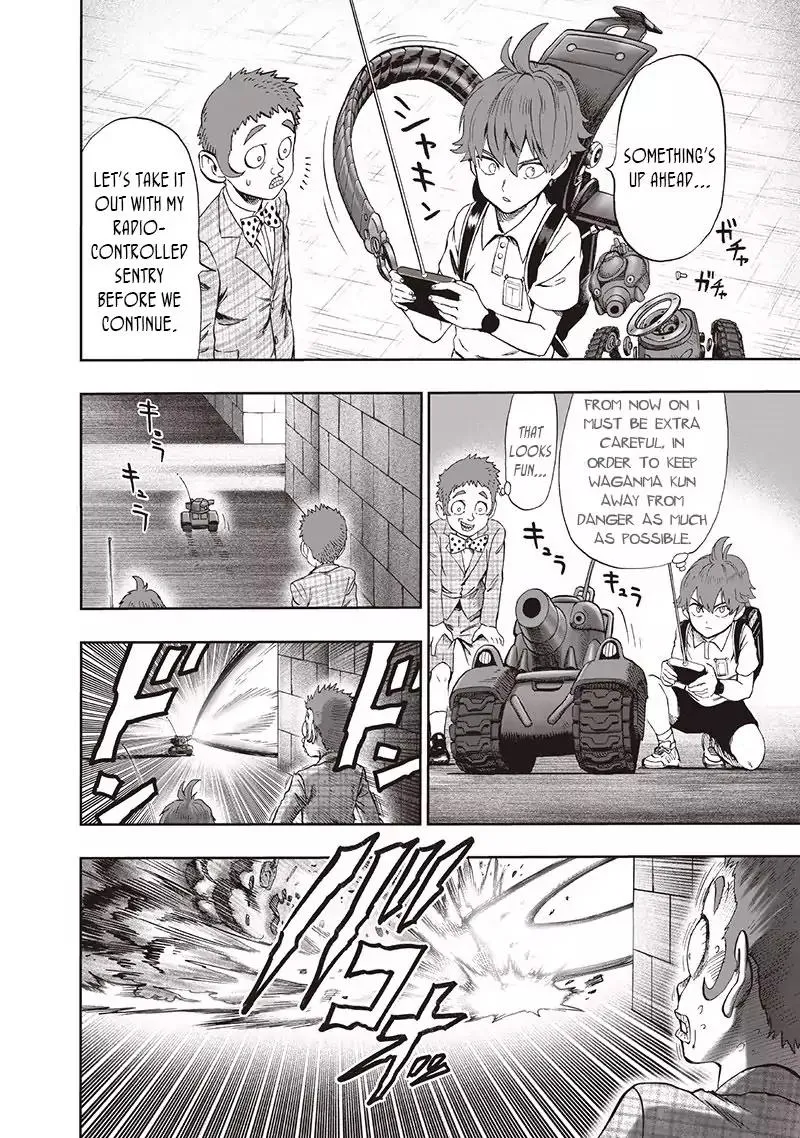 SOMETHING'S
UP AHEAD...
ガチャ
ガチャ
シャ
キン
LET'S TAKE IT
OUT WITH MY
RADIO-
CONTROLLED
SENTRY
BEFORE WE
CONTINUE.
FROM NOW ON I
MUST BE EXTRA
CAREFUL, IN
ORDER TO KEEP
WAGANMA KUN
AWAY FROM
DANGER AS MUCH
AS POSSIBLE.
THAT
LOOKS
FUN...
キュラ
キュラ
キュラ
キュラ
ドドッ